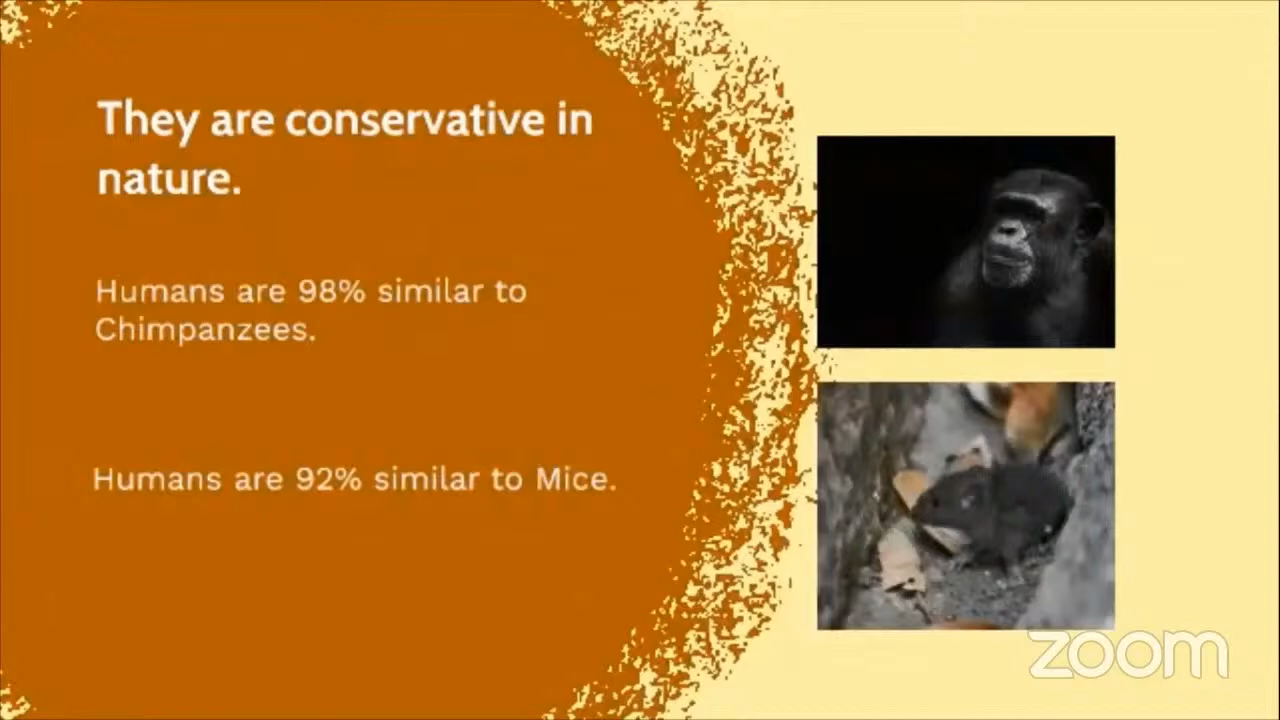 They are conservative in
nature.
Humans are 98% similar to
Chimpanzees.
Humans are 92% similar to Mice.
zoom